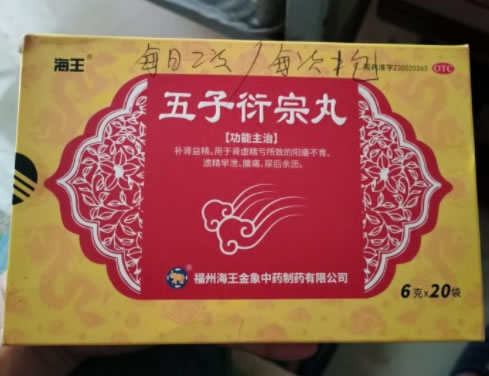 海王
每日2次/每次1包
国药准字Z35020265
OTC
五子衍宗丸
【功能主治】
补肾益精。用于肾虚精亏所致的阳痿不育、
遗精早泄、腰痛、尿后余沥。
福州海王金象中药制药有限公司
6克×20袋